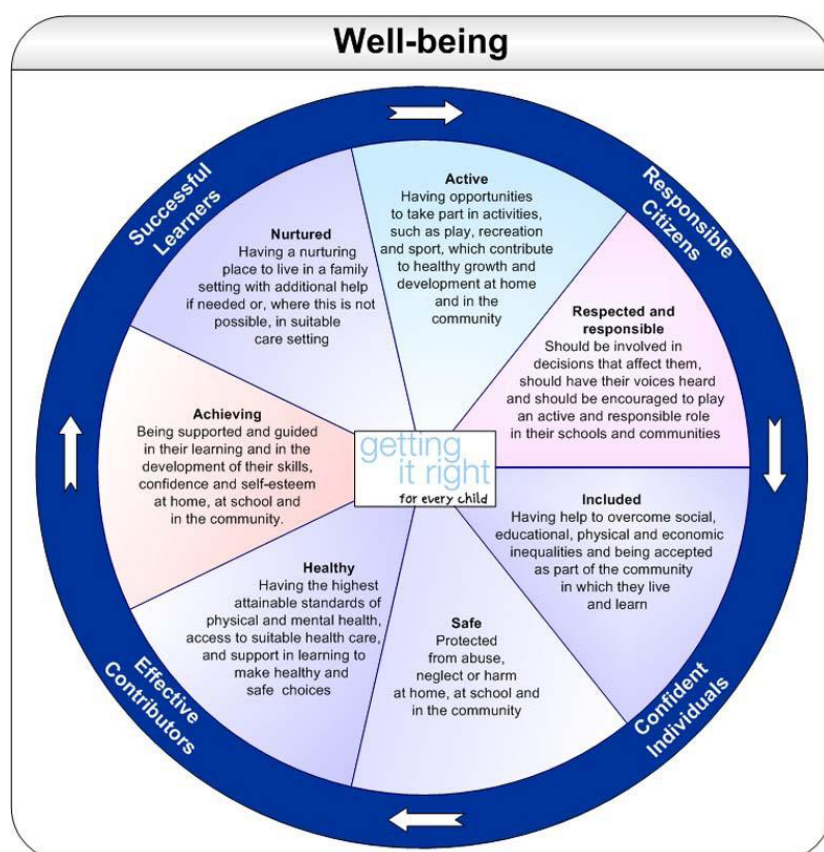 Well-being
Successful
Learners
Responsible
Citizens
Active
Having opportunities
to take part in activities,
such as play, recreation
and sport, which contribute
to healthy growth and
development at home
and in the
community
Nurtured
Having a nurturing
place to live in a family
setting with additional help
if needed or, where this is not
possible, in suitable
care setting
Respected and
responsible
Should be involved in
decisions that affect them,
should have their voices heard
and should be encouraged to play
an active and responsible role
in their schools and communities
Achieving
Being supported and guided
in their learning and in the
development of their skills,
confidence and self-esteem
at home, at school and
in the community.
getting
it right
for every child
Included
Having help to overcome social,
educational, physical and economic
inequalities and being accepted
as part of the community
in which they live
and learn
Healthy
Having the highest
attainable standards of
physical and mental health,
access to suitable health care,
and support in learning to
make healthy and
safe choices
Safe
Protected
from abuse,
neglect or harm
at home, at school and
in the community
Effective
Contributors
Confident
Individuals